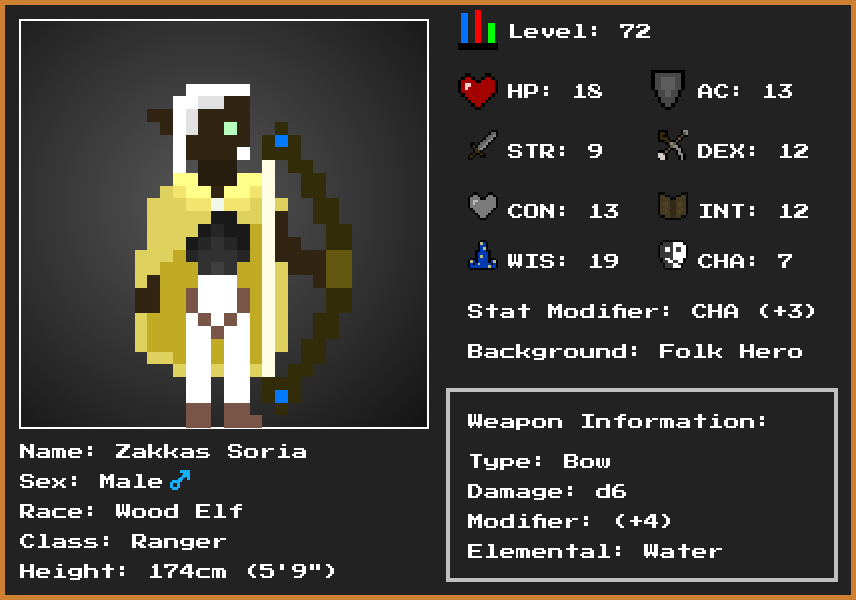 Level: 72
HP: 18
AC: 13
STR: 9
DEX: 12
CON: 13
INT: 12
WIS: 19
CHA: 7
Stat Modifier: CHA (+3)
Background: Folk Hero
Weapon Information:
Type: Bow
Damage: d6
Modifier: (+4)
Elemental: Water
Name: Zakkas Soria
Sex: Male ♂
Race: Wood Elf
Class: Ranger
Height: 174cm (5'9")